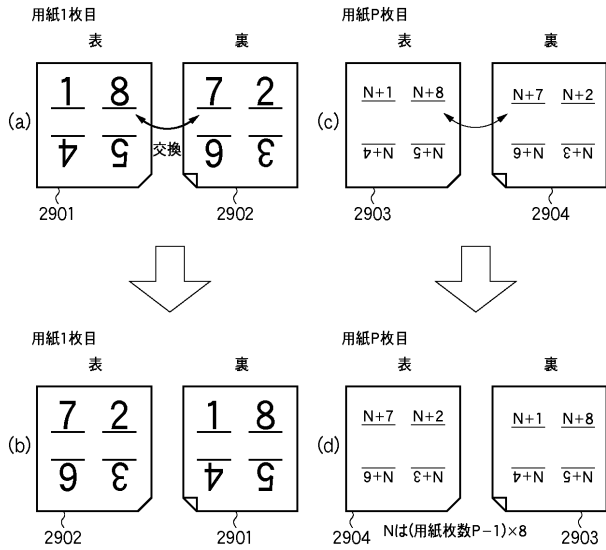 用紙1枚目
表 裏
(a)
1 8
4 5
交換
7 2
6 3
2901 2902
用紙P枚目
表 裏
(c)
N+1 N+8
N+4 N+5
N+7 N+2
N+6 N+3
2903 2904
用紙1枚目
表 裏
(b)
7 2
6 3
1 8
4 5
2902 2901
用紙P枚目
表 裏
(d)
N+7 N+2
N+6 N+3
N+1 N+8
N+4 N+5
2904 Nは(用紙枚数P-1)×8 2903